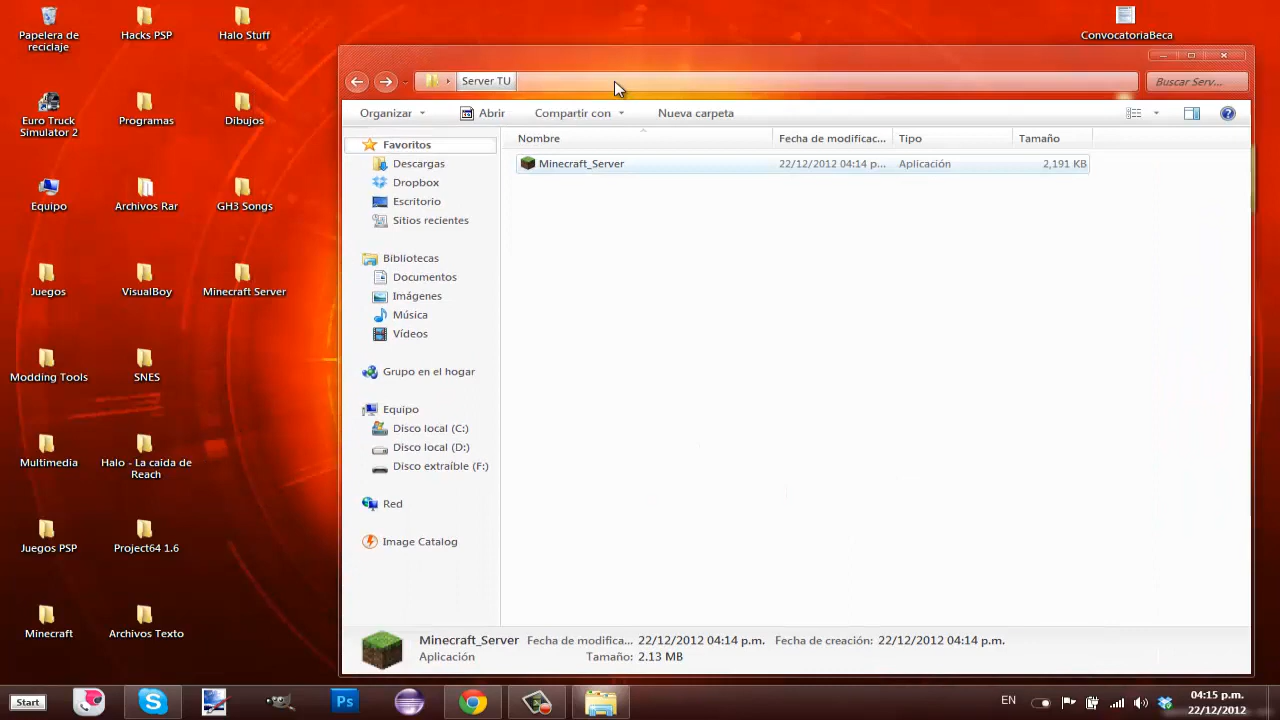 Papelera de
reciclaje
Hacks PSP
Halo Stuff
ConvocatoriaBeca
Euro Truck
Simulator 2
Programas
Dibujos
Equipo
Archivos Rar
GH3 Songs
Juegos
VisualBoy
Minecraft Server
Modding Tools
SNES
Multimedia
Halo - La caída de
Reach
Juegos PSP
Project64 1.6
Minecraft
Archivos Texto
Server TU
Buscar Serv...
Organizar
Abrir
Compartir con
Nueva carpeta
Favoritos
Descargas
Dropbox
Escritorio
Sitios recientes
Bibliotecas
Documentos
Imágenes
Música
Vídeos
Grupo en el hogar
Equipo
Disco local (C:)
Disco local (D:)
Disco extraíble (F:)
Red
Image Catalog
Nombre Fecha de modificac... Tipo Tamaño
Minecraft_Server 22/12/2012 04:14 p... Aplicación 2,191 KB
Minecraft_Server Fecha de modifica... 22/12/2012 04:14 p.m. Fecha de creación: 22/12/2012 04:14 p.m.
Aplicación Tamaño: 2.13 MB
Start
Ps
EN
04:15 p.m.
22/12/2012